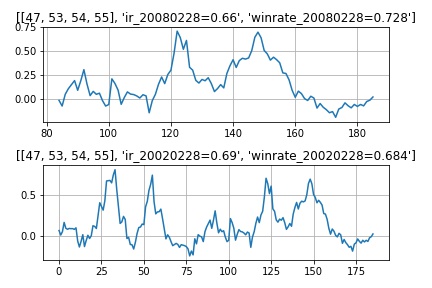 [[47, 53, 54, 55], 'ir_20080228=0.66', 'winrate_20080228=0.728']
0.75
0.50
0.25
0.00
80 100 120 140 160 180
[[47, 53, 54, 55], 'ir_20020228=0.69', 'winrate_20020228=0.684']
0.5
0.0
0 25 50 75 100 125 150 175